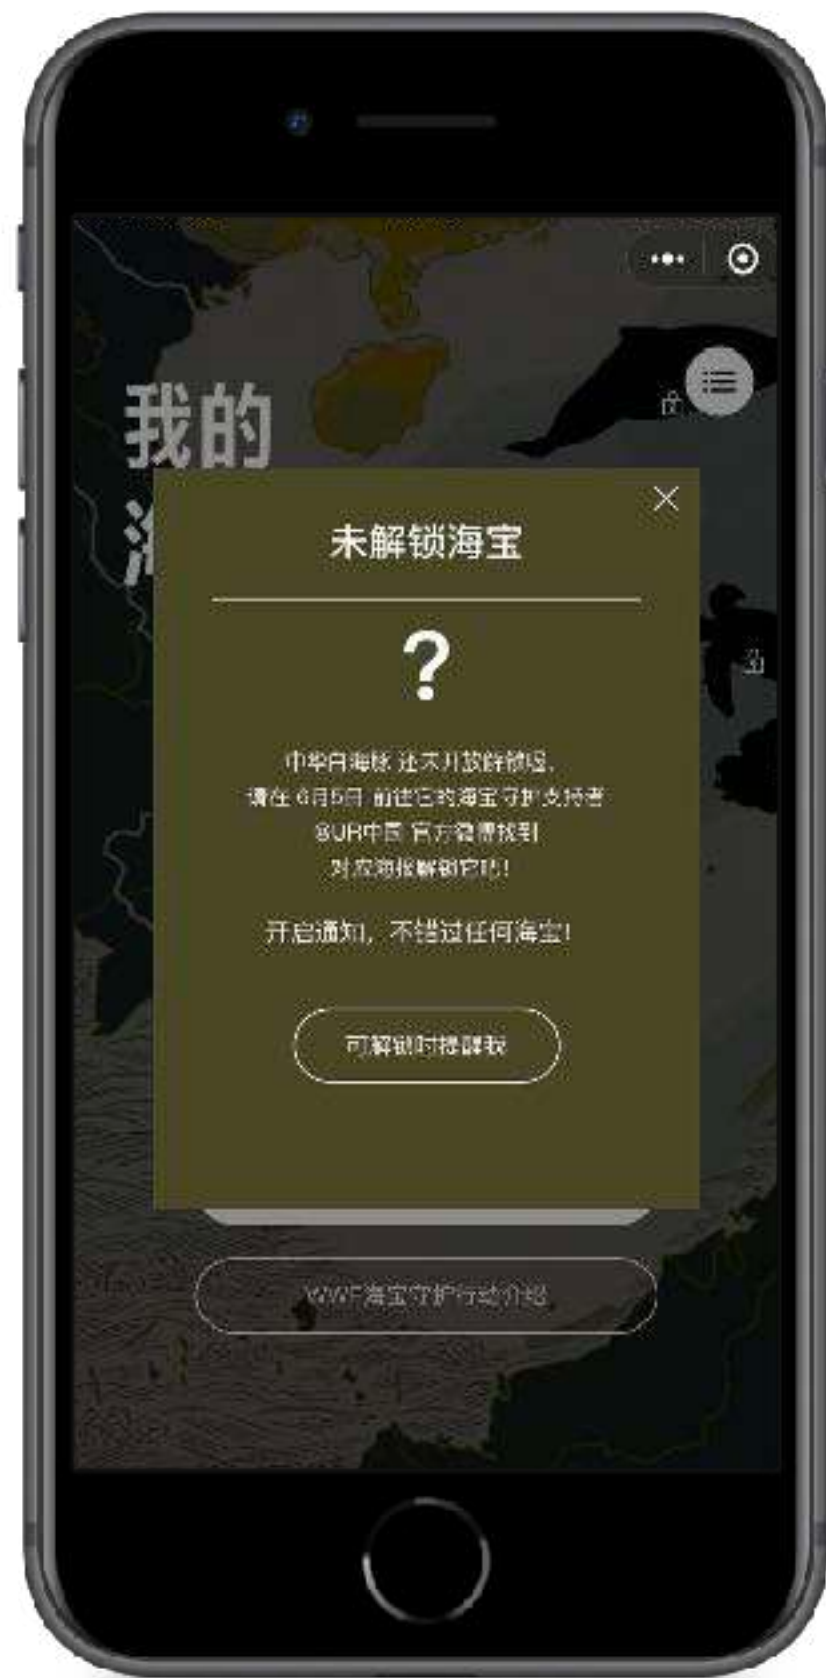 我的
未解锁海宝
?
中华白海豚 还未开放解锁喔,
请在 6月5日 前往它的海宝守护支持者
@UR中国 官方微博找到
对应海报解锁它吧!
开启通知，不错过任何海宝!
可解锁时提醒我
WWF海宝守护行动介绍